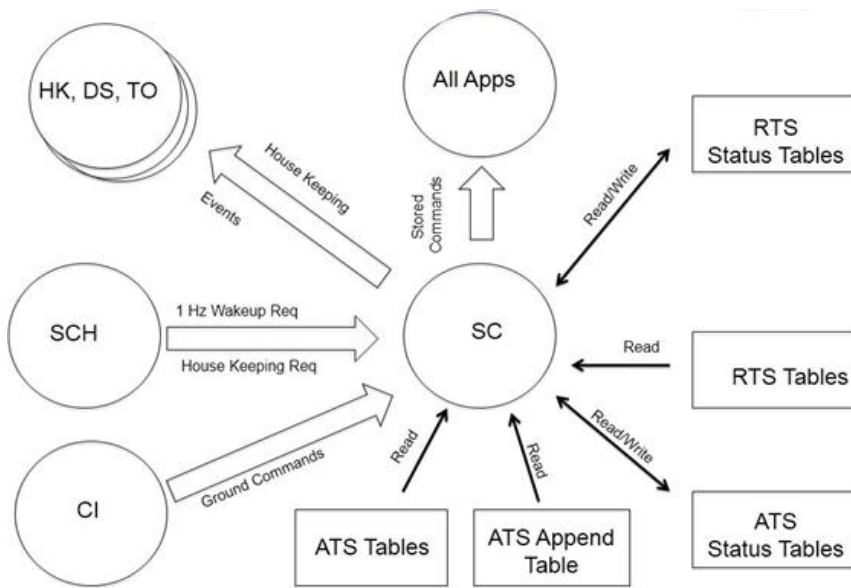 HK, DS, TO
All Apps
RTS
Status Tables
House Keeping
Events
Stored
Commands
Read/Write
SCH
1 Hz Wakeup Req
House Keeping Req
SC
Read
RTS Tables
CI
Ground Commands
Read
Read
Read/Write
ATS Tables
ATS Append
Table
ATS
Status Tables